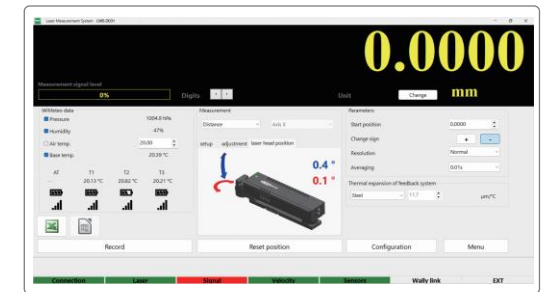 Laser Measurement System LMS-D001
0.0000
Measurement signal level
0% Digits Unit Change mm
WiMeteo data Measurement Parameters
Pressure 1004.8 hPa Distance Axis X Start position 0.0000
Humidity 47% Change sign + -
Air temp. 20.00 setup adjustment laser head position Resolution Normal
Base temp. 20.39 °C Averaging 0.01s
AT T1 T2 T3 0.4 ° Thermal expansion of feedback system
20.13 °C 20.82 °C 20.21 °C 0.1 ° Steel 11.7 µm/°C
Record Reset position Configuration Menu
Connection Laser Signal Velocity Sensors Wally link EXT